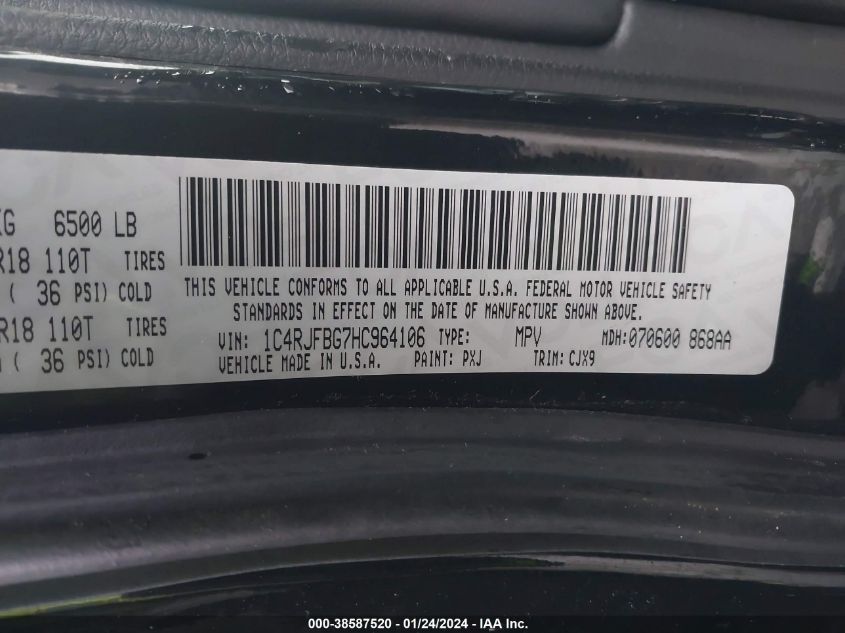 KG 6500 LB
R18 110T TIRES
( 36 PSI) COLD
R18 110T TIRES
( 36 PSI) COLD
THIS VEHICLE CONFORMS TO ALL APPLICABLE U.S.A. FEDERAL MOTOR VEHICLE SAFETY
STANDARDS IN EFFECT ON THE DATE OF MANUFACTURE SHOWN ABOVE.
VIN: 1C4RJFBG7HC964106 TYPE: MPV MDH:070600 868AA
VEHICLE MADE IN U.S.A. PAINT: PXJ TRIM: CJX9
000-38587520 - 01/24/2024 - IAA Inc.